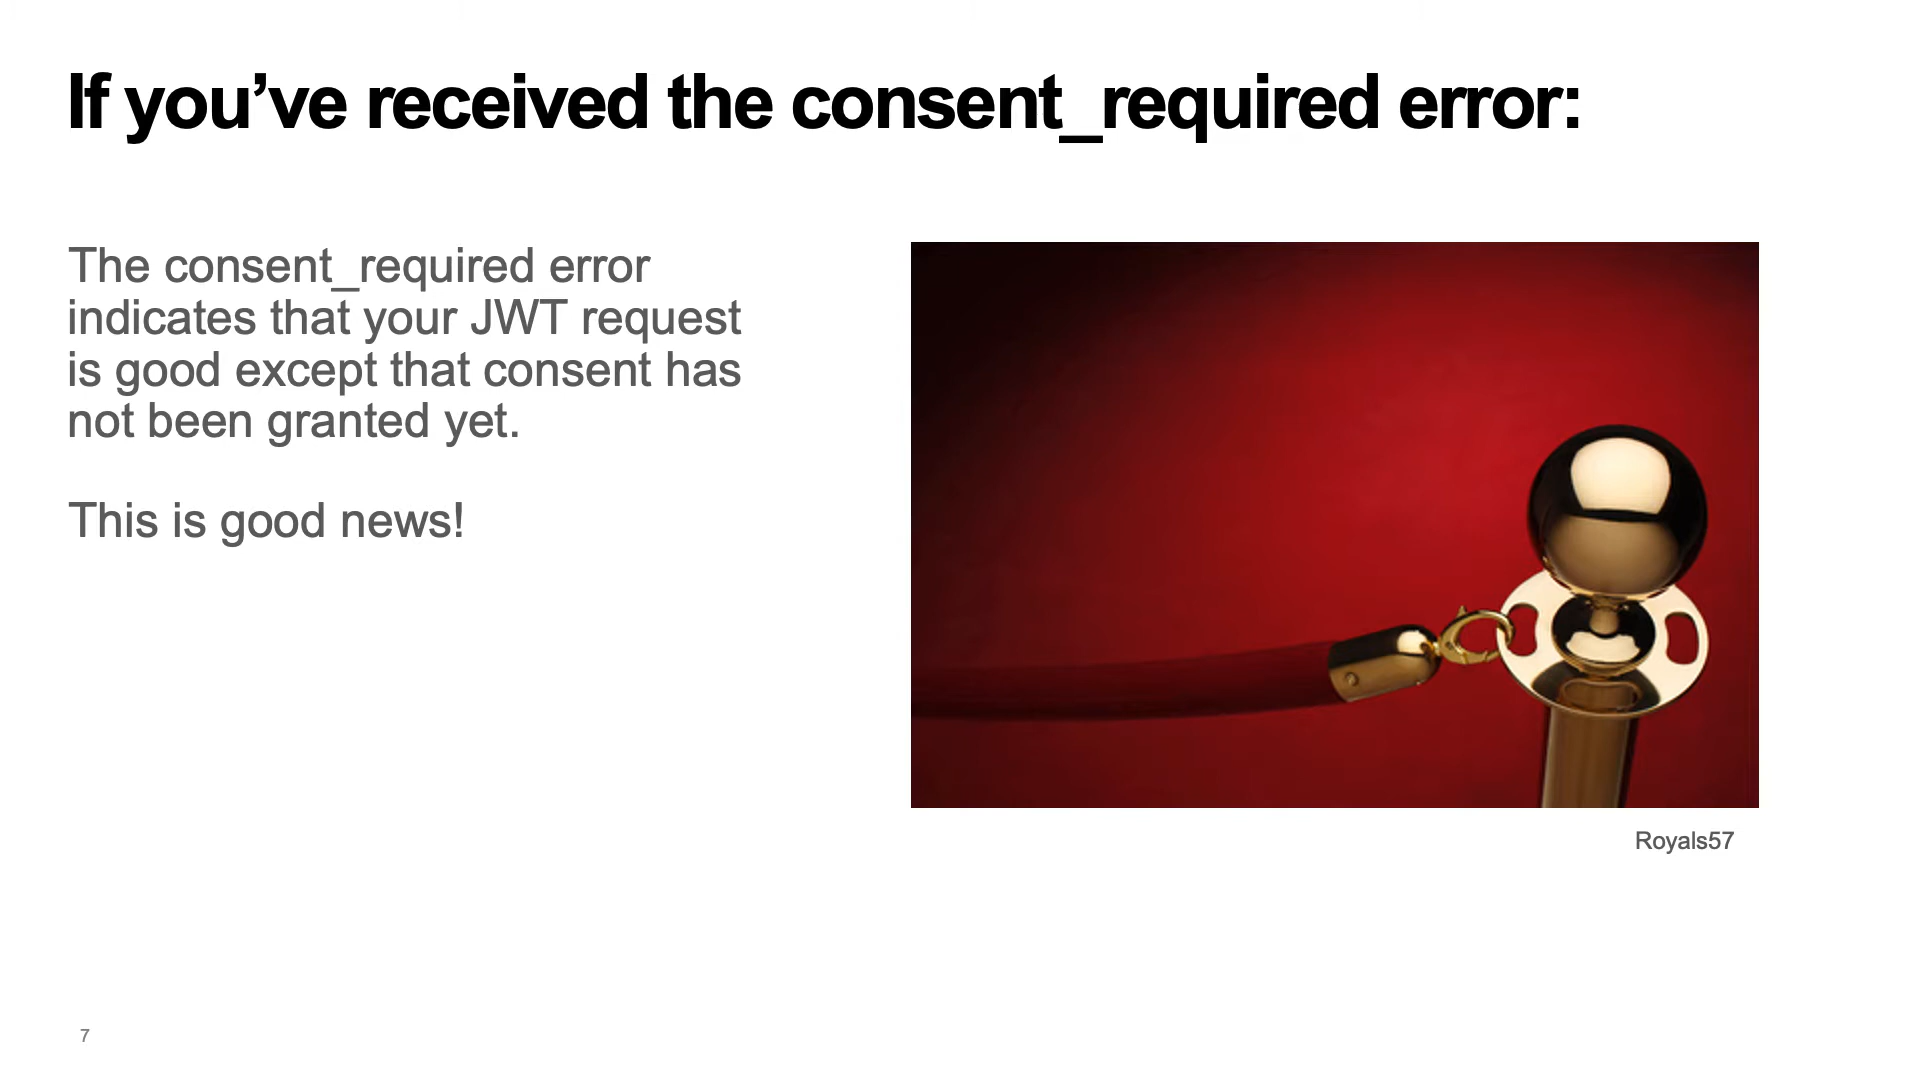 If you’ve received the consent_required error:
The consent_required error
indicates that your JWT request
is good except that consent has
not been granted yet.
This is good news!
Royals57
7